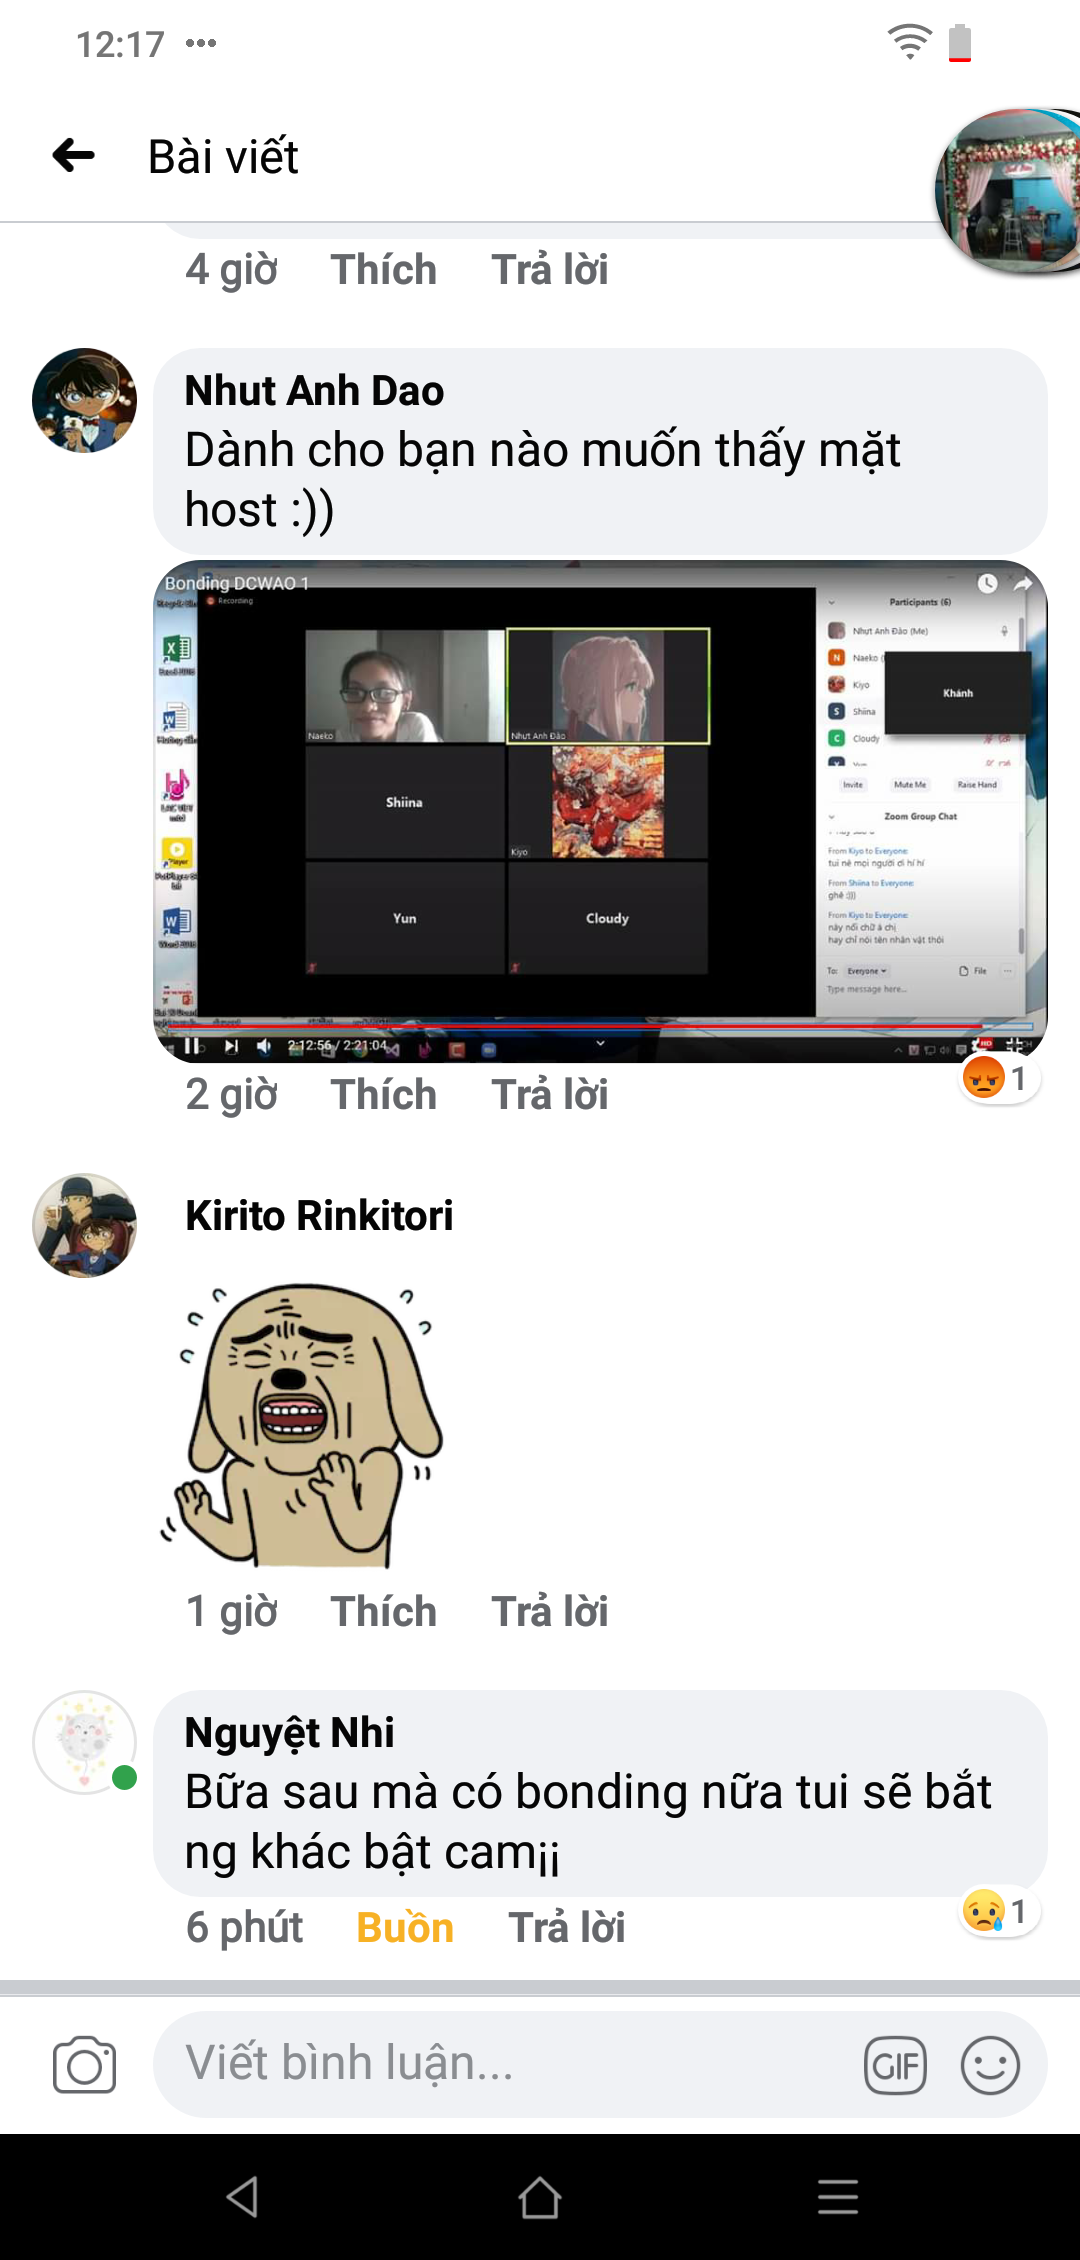 12:17
Bài viết
4 giờ Thích Trả lời
Nhut Anh Dao
Dành cho bạn nào muốn thấy mặt
host :))
Bonding DCWAO 1
Recording
Participants (6)
Nhựt Anh Đào (Me)
N Naeko
Kiyo
Khánh
S Shiina
C Cloudy
Naeko
Nhựt Anh Đào
Invite Mute Me Raise Hand
Shiina
Zoom Group Chat
Kiyo
From Kiyo to Everyone:
tui nè mọi người ơi hí hí
From Shiina to Everyone:
ghê :)))
From Kiyo to Everyone:
này nối chữ á chị
hay chỉ nói tên nhân vật thôi
Yun
Cloudy
To: Everyone File
Type message here...
2:12:56 / 2:21:04
HD
2 giờ Thích Trả lời
1
Kirito Rinkitori
1 giờ Thích Trả lời
Nguyệt Nhi
Bữa sau mà có bonding nữa tui sẽ bắt
ng khác bật cam¡¡
6 phút Buồn Trả lời
1
Viết bình luận...
GIF